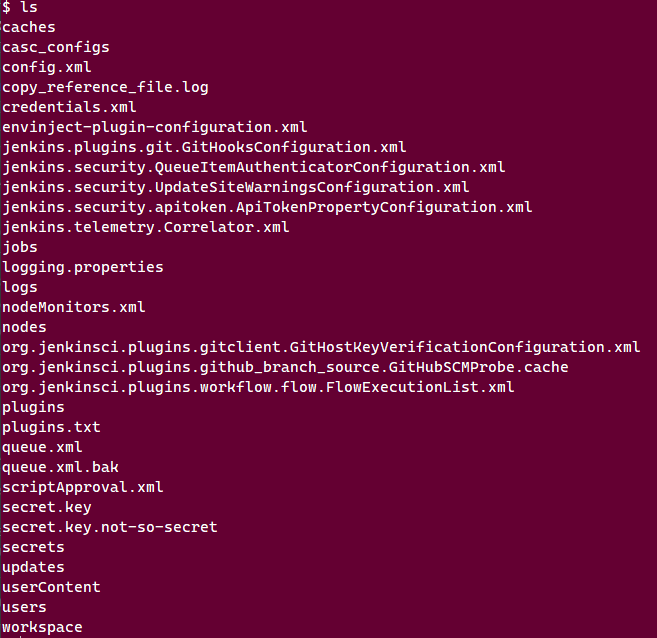 $ ls
caches
casc_configs
config.xml
copy_reference_file.log
credentials.xml
envinject-plugin-configuration.xml
jenkins.plugins.git.GitHooksConfiguration.xml
jenkins.security.QueueItemAuthenticatorConfiguration.xml
jenkins.security.UpdateSiteWarningsConfiguration.xml
jenkins.security.apitoken.ApiTokenPropertyConfiguration.xml
jenkins.telemetry.Correlator.xml
jobs
logging.properties
logs
nodeMonitors.xml
nodes
org.jenkinsci.plugins.gitclient.GitHostKeyVerificationConfiguration.xml
org.jenkinsci.plugins.github_branch_source.GitHubSCMProbe.cache
org.jenkinsci.plugins.workflow.flow.FlowExecutionList.xml
plugins
plugins.txt
queue.xml
queue.xml.bak
scriptApproval.xml
secret.key
secret.key.not-so-secret
secrets
updates
userContent
users
workspace